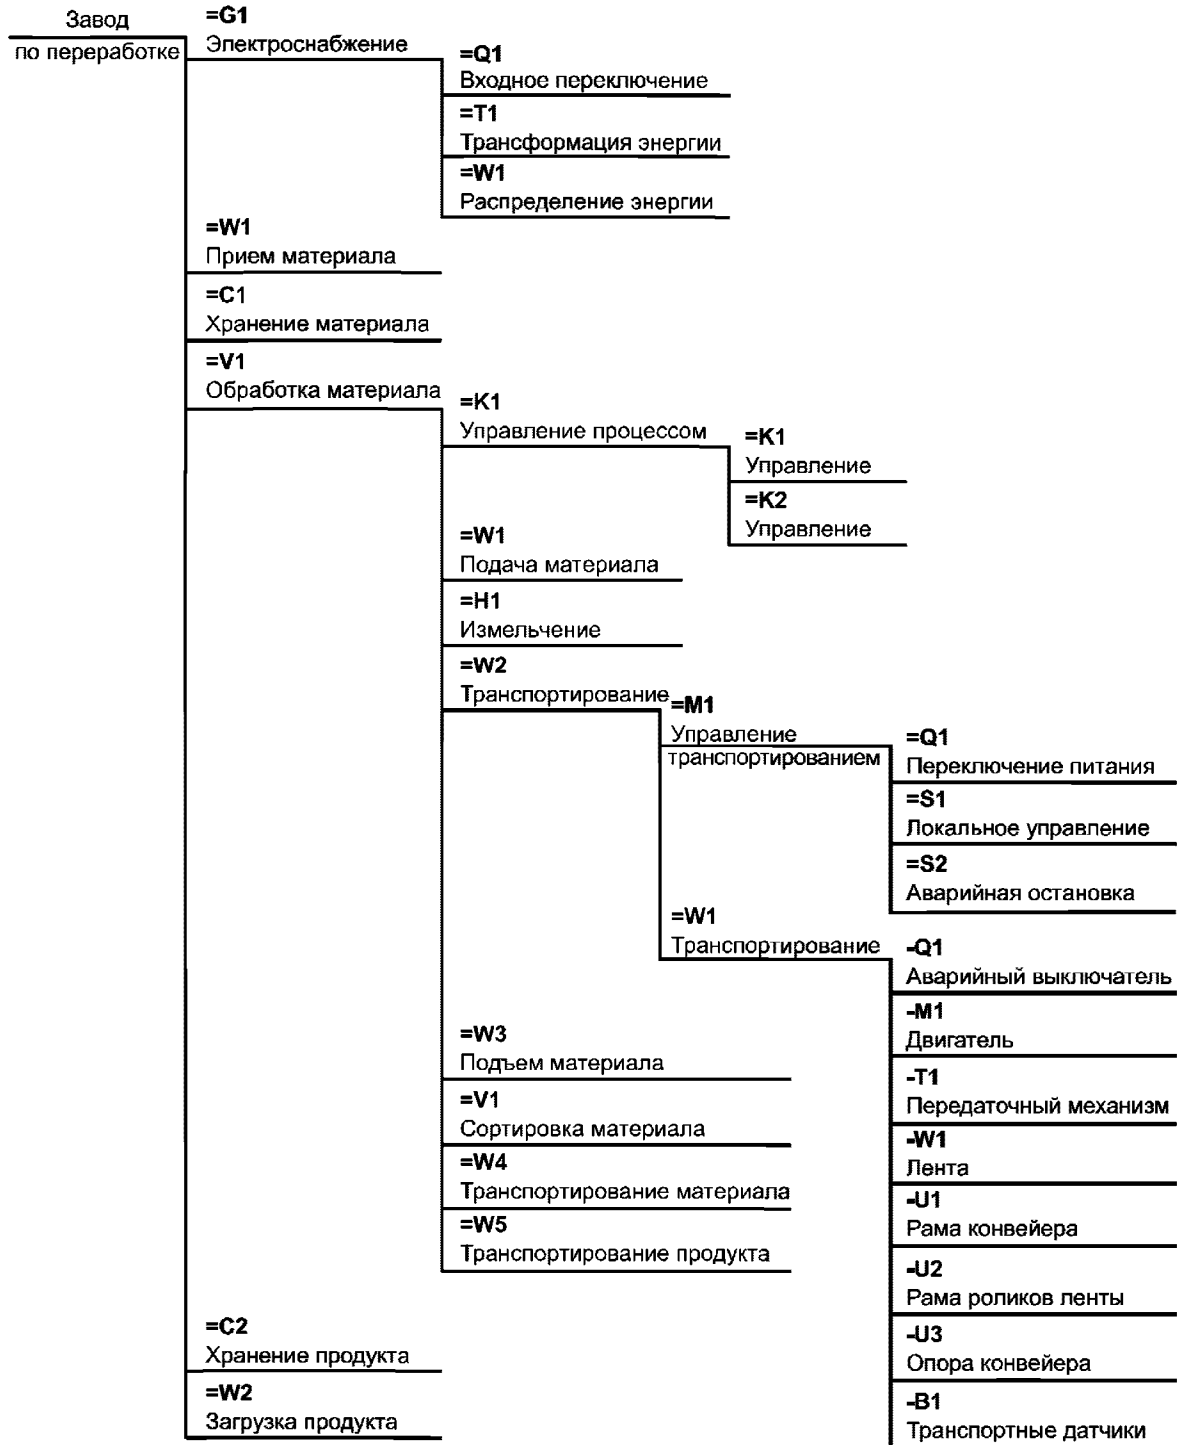 Завод
по переработке
=G1
Электроснабжение
=Q1
Входное переключение
=T1
Трансформация энергии
=W1
Распределение энергии
=W1
Прием материала
=C1
Хранение материала
=V1
Обработка материала
=K1
Управление процессом
=K1
Управление
=K2
Управление
=W1
Подача материала
=H1
Измельчение
=W2
Транспортирование
=M1
Управление
транспортированием
=Q1
Переключение питания
=S1
Локальное управление
=S2
Аварийная остановка
=W1
Транспортирование
-Q1
Аварийный выключатель
-M1
Двигатель
-T1
Передаточный механизм
-W1
Лента
-U1
Рама конвейера
-U2
Рама роликов ленты
-U3
Опора конвейера
-B1
Транспортные датчики
=W3
Подъем материала
=V1
Сортировка материала
=W4
Транспортирование материала
=W5
Транспортирование продукта
=C2
Хранение продукта
=W2
Загрузка продукта